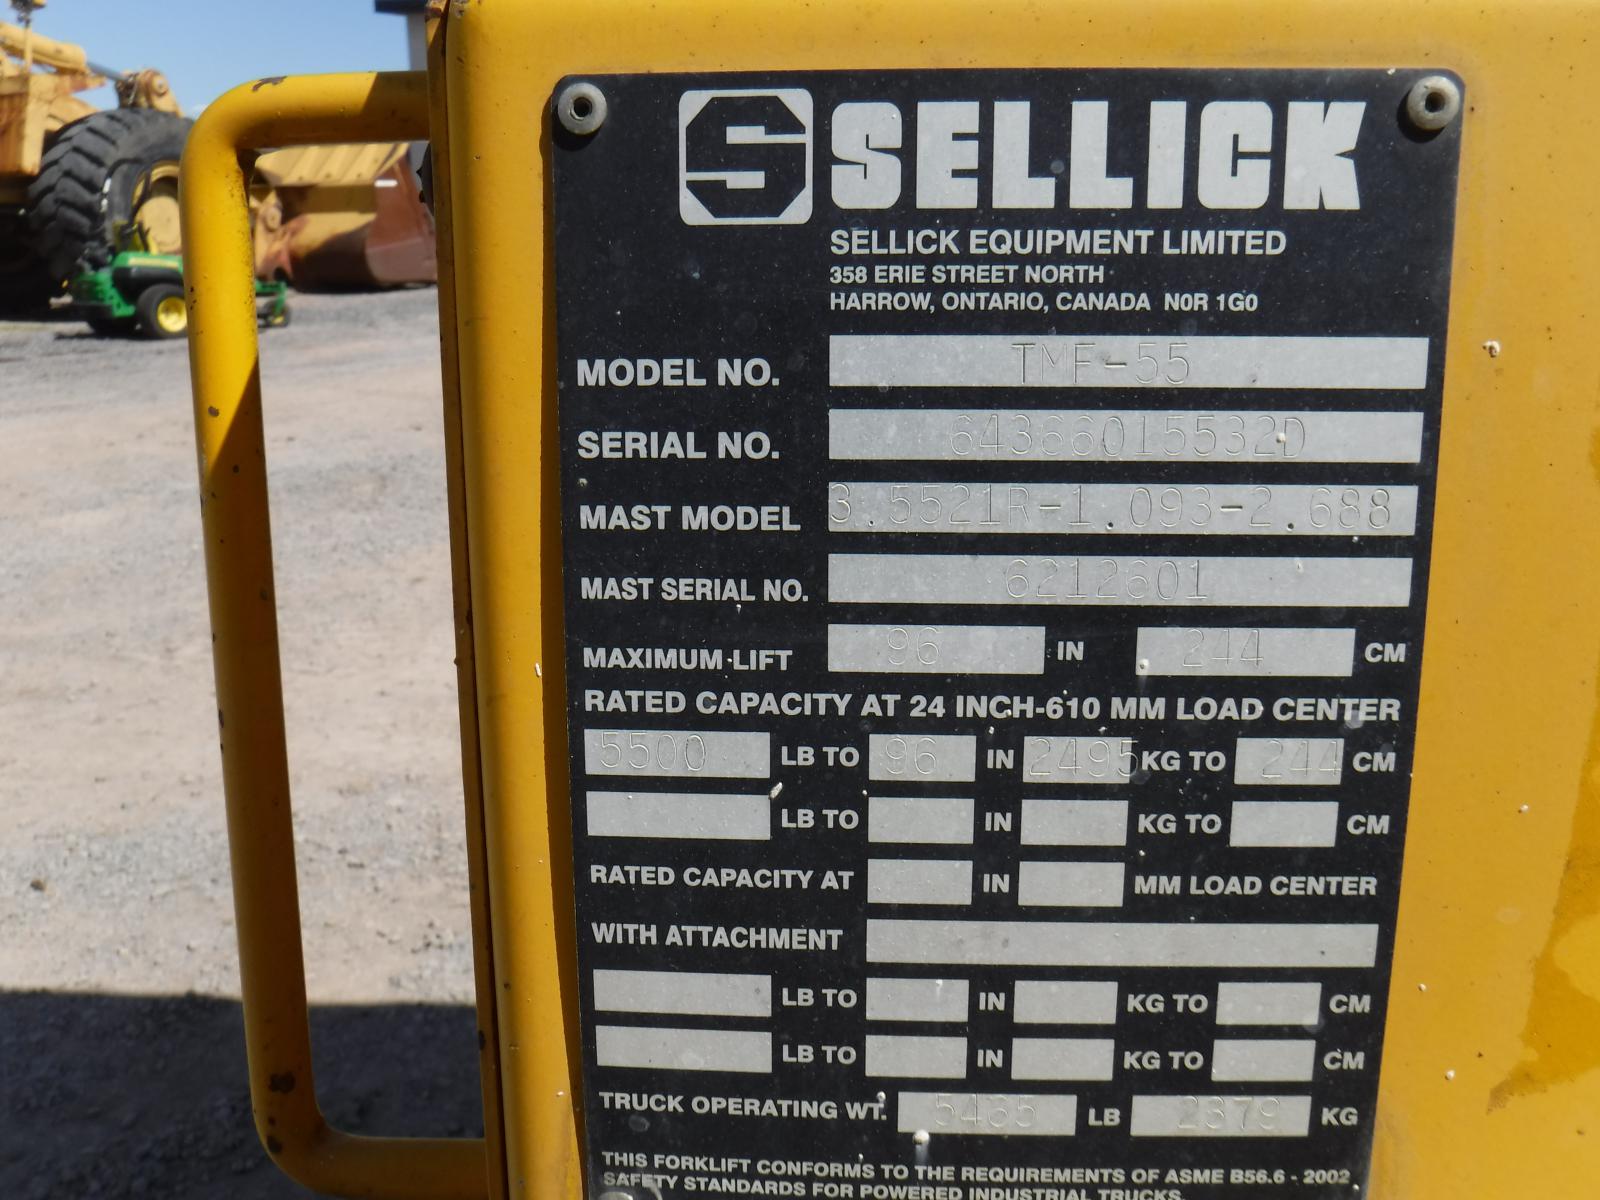 S SELLICK
SELLICK EQUIPMENT LIMITED
358 ERIE STREET NORTH
HARROW, ONTARIO, CANADA N0R 1G0
MODEL NO. TMF-55
SERIAL NO. 64366015532D
MAST MODEL 3.5521R-1.093-2.688
MAST SERIAL NO. 6212601
MAXIMUM LIFT 96 IN 244 CM
RATED CAPACITY AT 24 INCH-610 MM LOAD CENTER
5500 LB TO 96 IN 2495 KG TO 244 CM
LB TO IN KG TO CM
RATED CAPACITY AT IN MM LOAD CENTER
WITH ATTACHMENT
LB TO IN KG TO CM
LB TO IN KG TO CM
TRUCK OPERATING WT. LB KG
THIS FORKLIFT CONFORMS TO THE REQUIREMENTS OF ASME B56.6 - 2002
SAFETY STANDARDS FOR POWERED INDUSTRIAL TRUCKS.